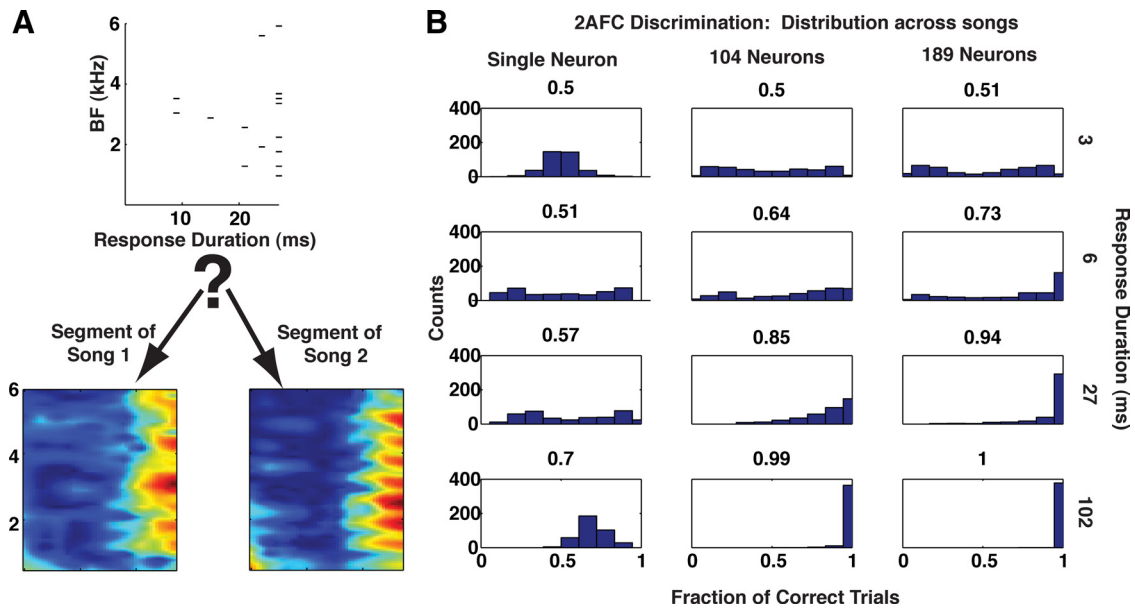 A
6
4
2
BF (kHz)
10 20
Response Duration (ms)
?
Segment of
Song 1
Segment of
Song 2
6
4
2
B
2AFC Discrimination: Distribution across songs
Single Neuron 104 Neurons 189 Neurons
0.5 0.5 0.51
400
200
0
3
0.51 0.64 0.73
400
200
0
6
0.57 0.85 0.94
400
200
0
27
0.7 0.99 1
400
200
0
102
0 0.5 1 0 0.5 1 0 0.5 1
Counts
Response Duration (ms)
Fraction of Correct Trials